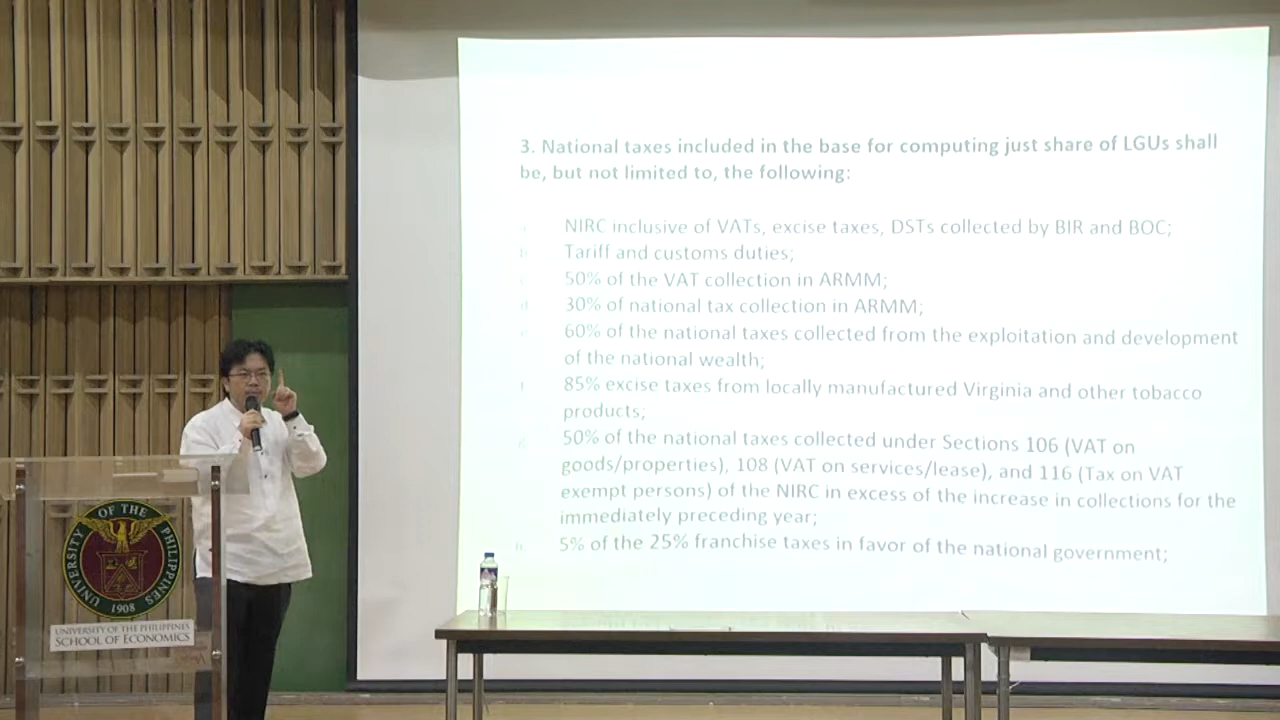 3. National taxes included in the base for computing just share of LGUs shall
be, but not limited to, the following:
a. NIRC inclusive of VATs, excise taxes, DSTs collected by BIR and BOC;
b. Tariff and customs duties;
c. 50% of the VAT collection in ARMM;
d. 30% of national tax collection in ARMM;
e. 60% of the national taxes collected from the exploitation and development
of the national wealth;
f. 85% excise taxes from locally manufactured Virginia and other tobacco
products;
g. 50% of the national taxes collected under Sections 106 (VAT on
goods/properties), 108 (VAT on services/lease), and 116 (Tax on VAT
exempt persons) of the NIRC in excess of the increase in collections for the
immediately preceding year;
h. 5% of the 25% franchise taxes in favor of the national government;
UNIVERSITY OF THE PHILIPPINES
1908
UNIVERSITY OF THE PHILIPPINES
SCHOOL OF ECONOMICS